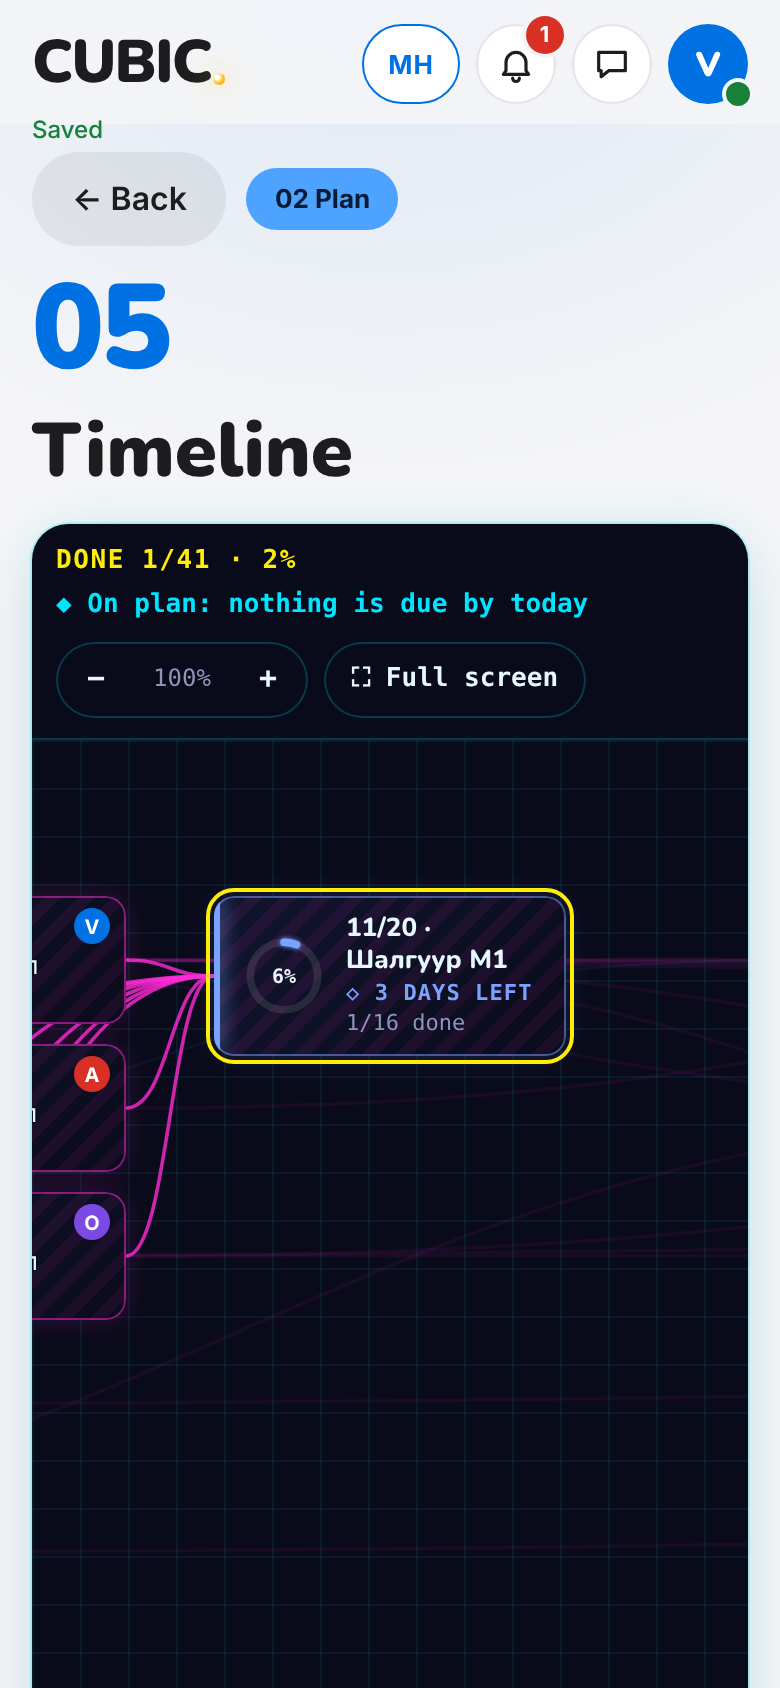 CUBIC.
MH
1
V
Saved
← Back
02 Plan
05
Timeline
DONE 1/41 · 2%
◆ On plan: nothing is due by today
− 100% +
Full screen
V
11/20 ·
Шалгуур М1
6%
◇ 3 DAYS LEFT
1/16 done
A
O